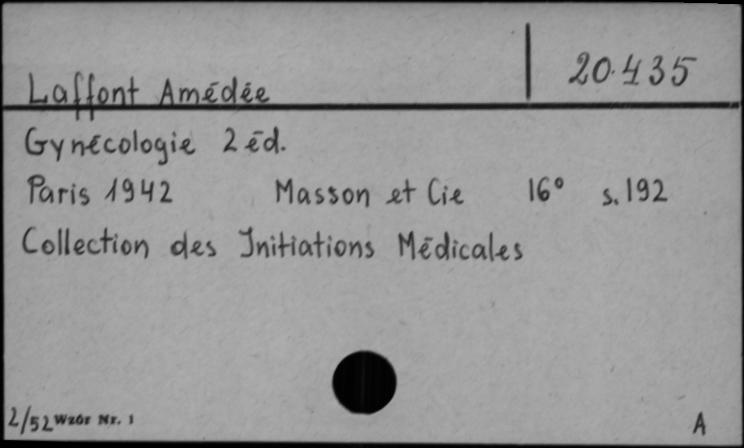 20.435
Laffont Amédée
Gynécologie 2 éd.
Paris 1942 Masson et Cie 16° s. 192
Collection des Initiations Médicales
2/52 Wzór Nr. 1 A